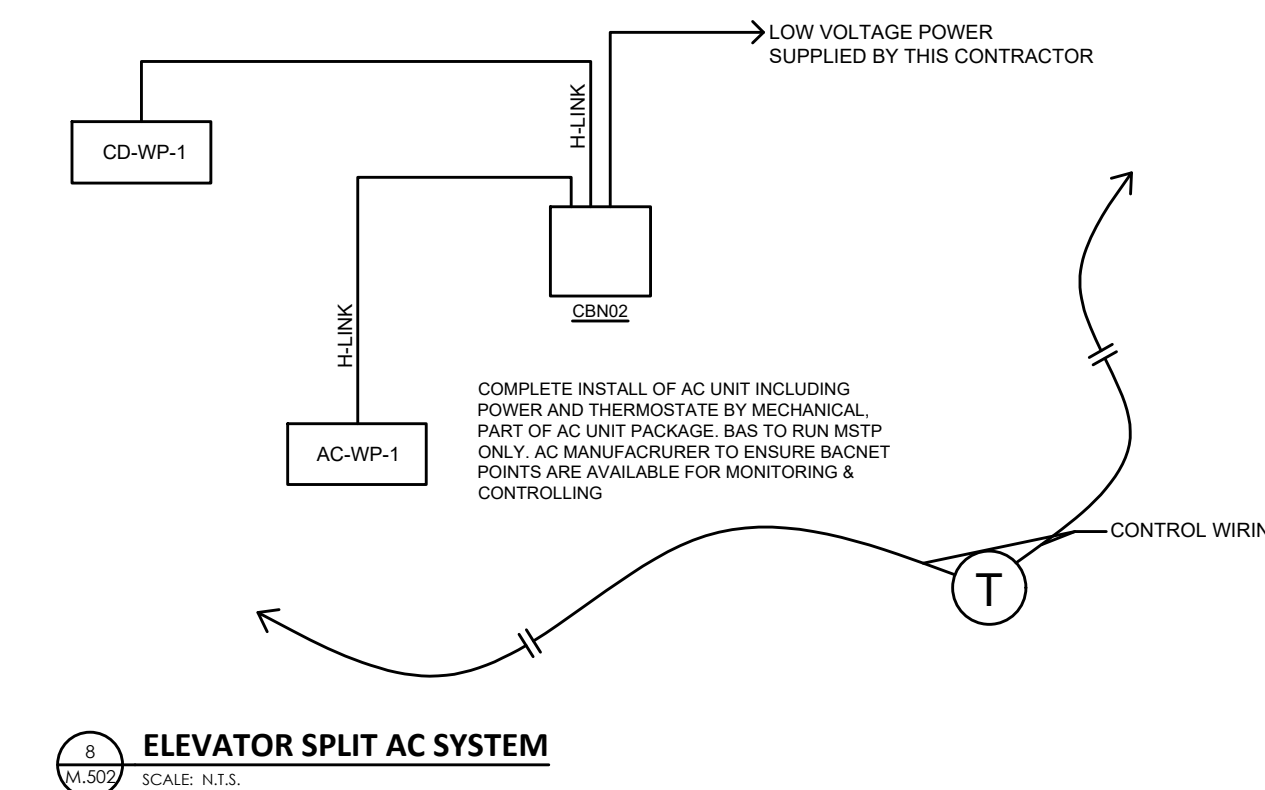 LOW VOLTAGE POWER
SUPPLIED BY THIS CONTRACTOR
H-LINK
CD-WP-1
CBN02
H-LINK
COMPLETE INSTALL OF AC UNIT INCLUDING
POWER AND THERMOSTATE BY MECHANICAL,
PART OF AC UNIT PACKAGE. BAS TO RUN MSTP
ONLY. AC MANUFACRURER TO ENSURE BACNET
POINTS ARE AVAILABLE FOR MONITORING &
CONTROLLING
AC-WP-1
CONTROL WIRIN
T
8
M.502
ELEVATOR SPLIT AC SYSTEM
SCALE: N.T.S.